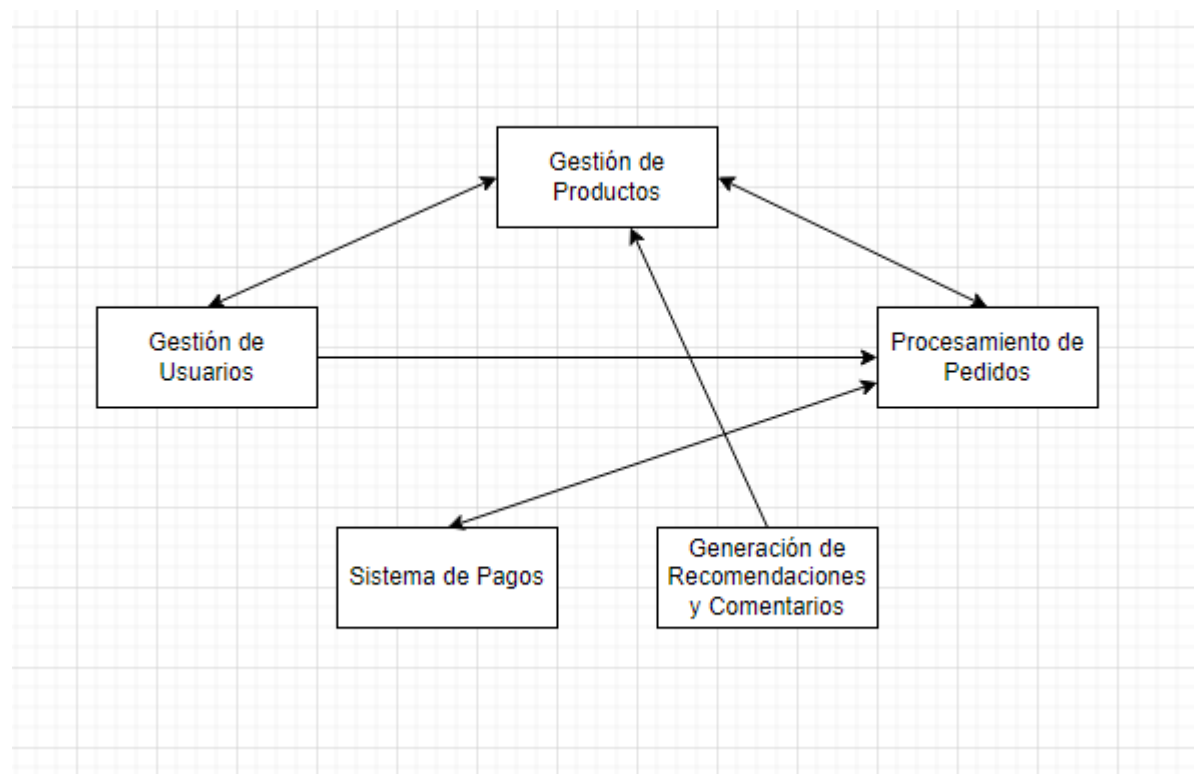 Gestión de
Productos
Gestión de
Usuarios
Procesamiento de
Pedidos
Sistema de Pagos
Generación de
Recomendaciones
y Comentarios